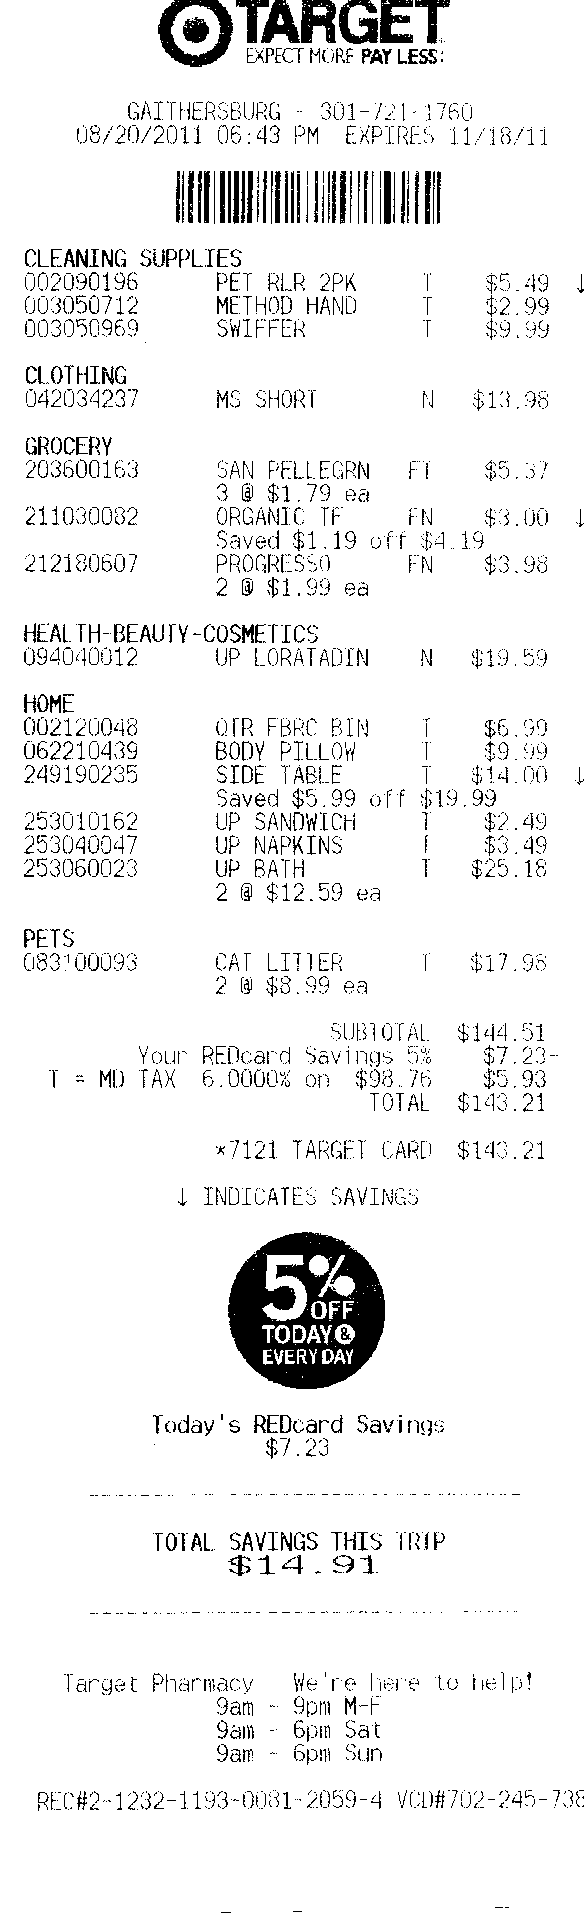 TARGET
EXPECT MORE PAY LESS.
GAITHERSBURG - 301-721-1760
08/20/2011 06:43 PM EXPIRES 11/18/11
CLEANING SUPPLIES
002090196 PET RLR 2PK T $5.49 ↓
003050712 METHOD HAND T $2.99
003050969 SWIFFER T $9.99
CLOTHING
042034237 MS SHORT N $13.98
GROCERY
203600163 SAN PELLEGRN FT $5.37
3 @ $1.79 ea
211030082 ORGANIC TF FN $3.00 ↓
Saved $1.19 off $4.19
212180607 PROGRESSO FN $3.98
2 @ $1.99 ea
HEALTH-BEAUTY-COSMETICS
094040012 UP LORATADIN N $19.59
HOME
002120048 QTR FBRC BIN T $6.99
062210439 BODY PILLOW T $9.99
249190235 SIDE TABLE T $14.00 ↓
Saved $5.99 off $19.99
253010162 UP SANDWICH T $2.49
253040047 UP NAPKINS T $3.49
253060023 UP BATH T $25.18
2 @ $12.59 ea
PETS
083100093 CAT LITTER T $17.98
2 @ $8.99 ea
SUBTOTAL $144.51
Your REDcard Savings 5% $7.23-
T = MD TAX 6.0000% on $98.76 $5.93
TOTAL $143.21
*7121 TARGET CARD $143.21
↓ INDICATES SAVINGS
5%
OFF
TODAY &
EVERY DAY
Today's REDcard Savings
$7.23
TOTAL SAVINGS THIS TRIP
$14.91
Target Pharmacy We're here to help!
9am - 9pm M-F
9am - 6pm Sat
9am - 6pm Sun
REC#2-1232-1193-0081-2059-4 VCD#702-245-738